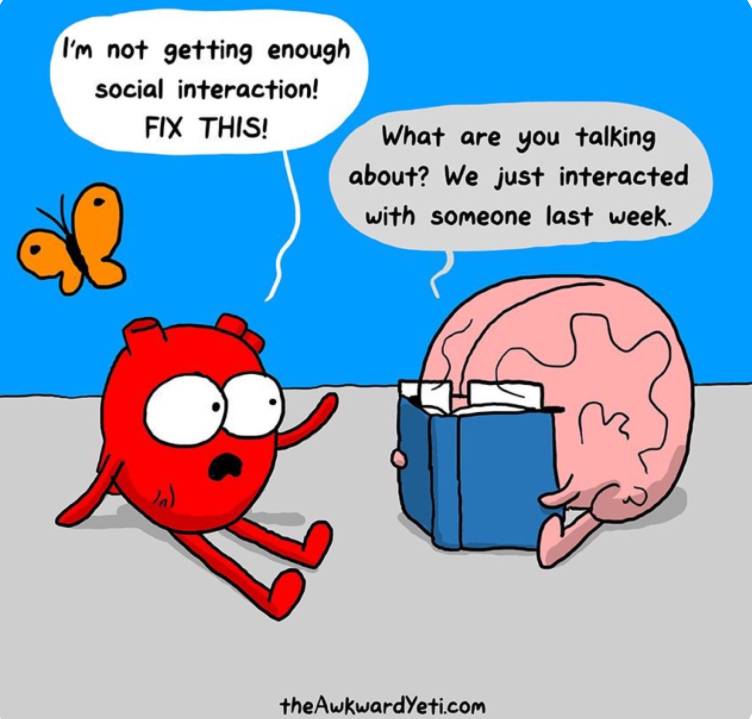 I'm not getting enough
social interaction!
FIX THIS!
What are you talking
about? We just interacted
with someone last week.
theAwkwardYeti.com